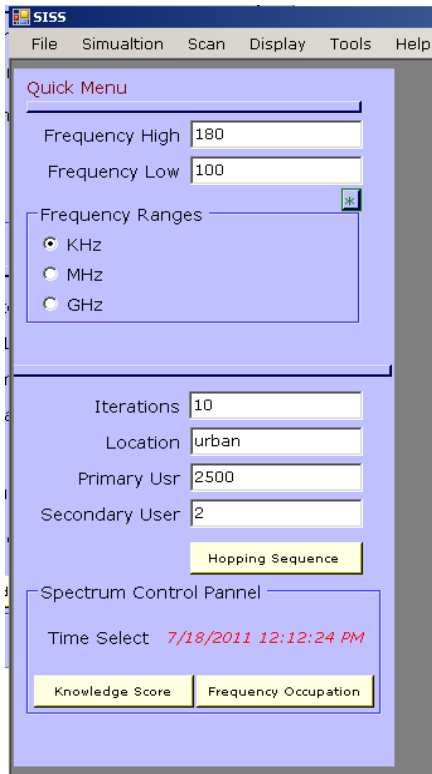 SISS
File Simualtion Scan Display Tools Help
Quick Menu
Frequency High 180
Frequency Low 100
*
Frequency Ranges
KHz
MHz
GHz
Iterations 10
Location urban
Primary Usr 2500
Secondary User 2
Hopping Sequence
Spectrum Control Pannel
Time Select 7/18/2011 12:12:24 PM
Knowledge Score Frequency Occupation